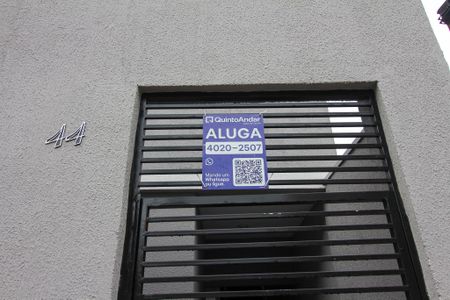 44
QuintoAndar
ALUGA
4020-2507
Mande um
Whatsapp
ou ligue.